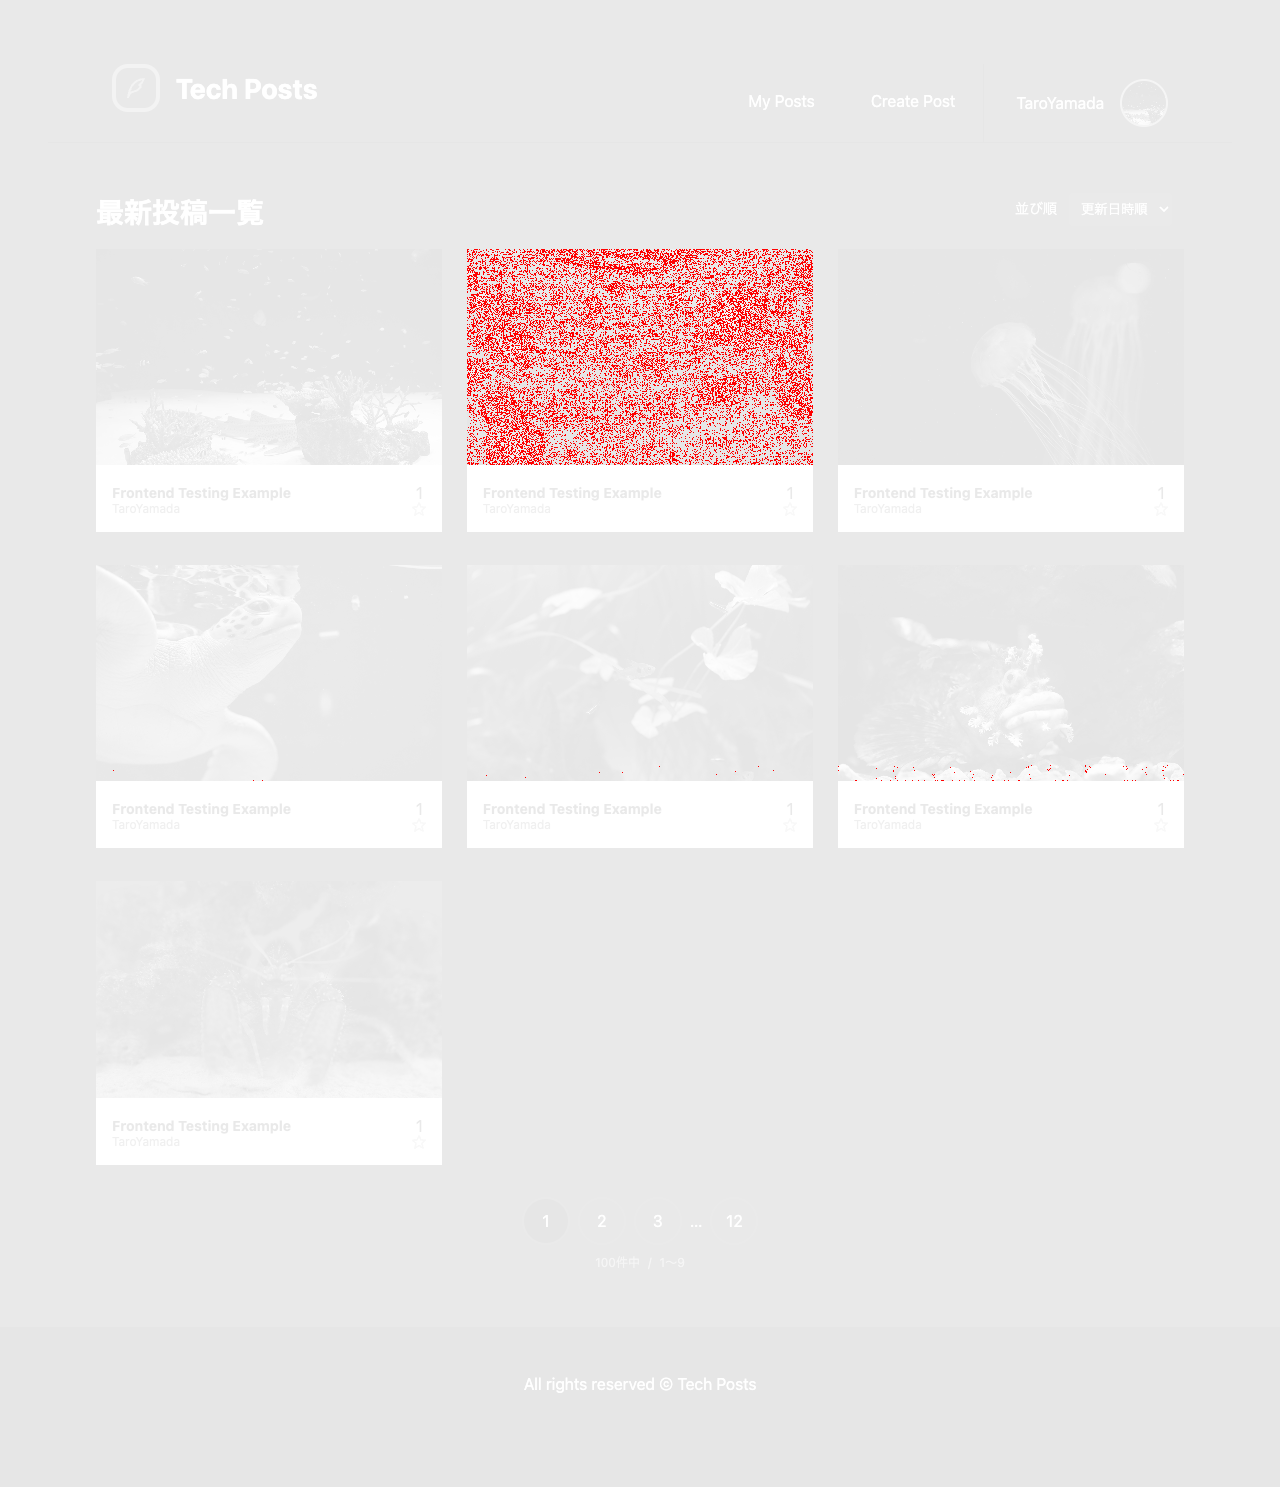 Tech Posts
My Posts
Create Post
TaroYamada
最新投稿一覧
並び順
更新日時順
Frontend Testing Example
1
TaroYamada
Frontend Testing Example
1
TaroYamada
Frontend Testing Example
1
TaroYamada
Frontend Testing Example
1
TaroYamada
Frontend Testing Example
1
TaroYamada
Frontend Testing Example
1
TaroYamada
Frontend Testing Example
1
TaroYamada
1 2 3 ... 12
100件中 / 1〜9
All rights reserved © Tech Posts